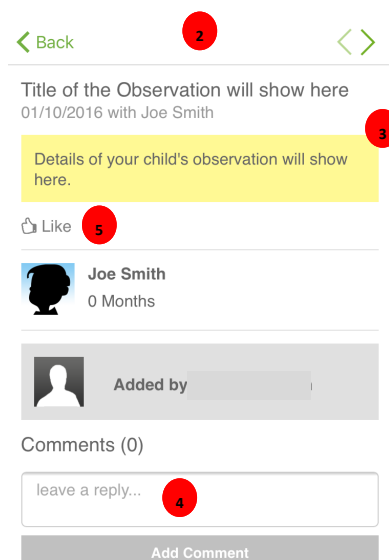 Back
2
Title of the Observation will show here
01/10/2016 with Joe Smith
3
Details of your child's observation will show
here.
Like
5
Joe Smith
0 Months
Added by
Comments (0)
leave a reply...
4
Add Comment